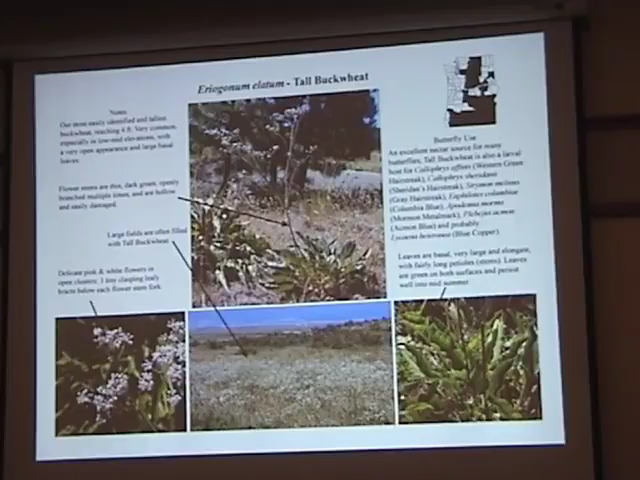 Eriogonum elatum - Tall Buckwheat
Notes
Our most easily identified and tallest
buckwheat, reaching 4 ft. Very common,
especially in low-mid elevations, with
a very open appearance and large basal
leaves.
Flower stems are thin, dark green, openly
branched multiple times, and are hollow
and easily damaged.
Large fields are often filled
with Tall Buckwheat
Delicate pink & white flowers in
open clusters; 3 tiny clasping leafy
bracts below each flower stem fork
Butterfly Use
An excellent nectar source for many
butterflies, Tall Buckwheat is also a larval
host for Callophrys affinis (Western Green
Hairstreak), Callophrys sheridanii
(Sheridan's Hairstreak), Strymon melinus
(Gray Hairstreak), Euphilotes columbiae
(Columbia Blue), Apodemia mormo
(Mormon Metalmark), Plebejus acmon
(Acmon Blue) and probably
Lycaena heteronea (Blue Copper).
Leaves are basal, very large and elongate,
with fairly long petioles (stems). Leaves
are green on both surfaces and persist
well into mid summer.